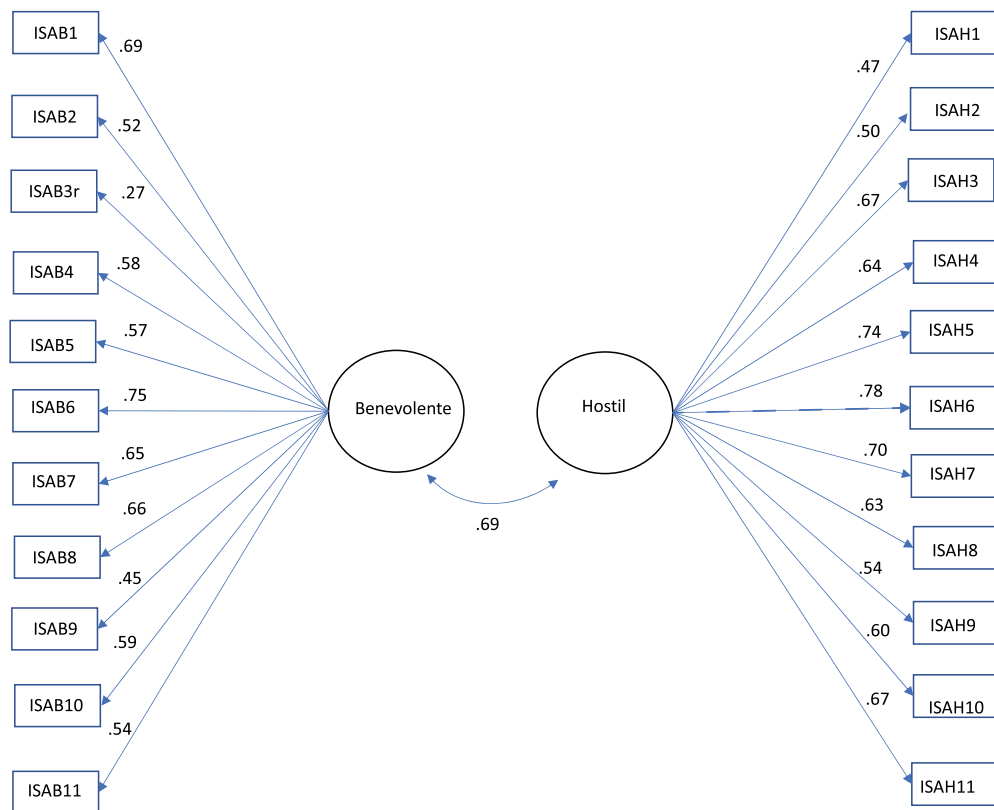 ISAB1
.69
ISAB2
.52
ISAB3r
.27
ISAB4
.58
ISAB5
.57
ISAB6
.75
ISAB7
.65
ISAB8
.66
ISAB9
.45
ISAB10
.59
ISAB11
.54
Benevolente
.69
Hostil
.47
ISAH1
.50
ISAH2
.67
ISAH3
.64
ISAH4
.74
ISAH5
.78
ISAH6
.70
ISAH7
.63
ISAH8
.54
ISAH9
.60
ISAH10
.67
ISAH11